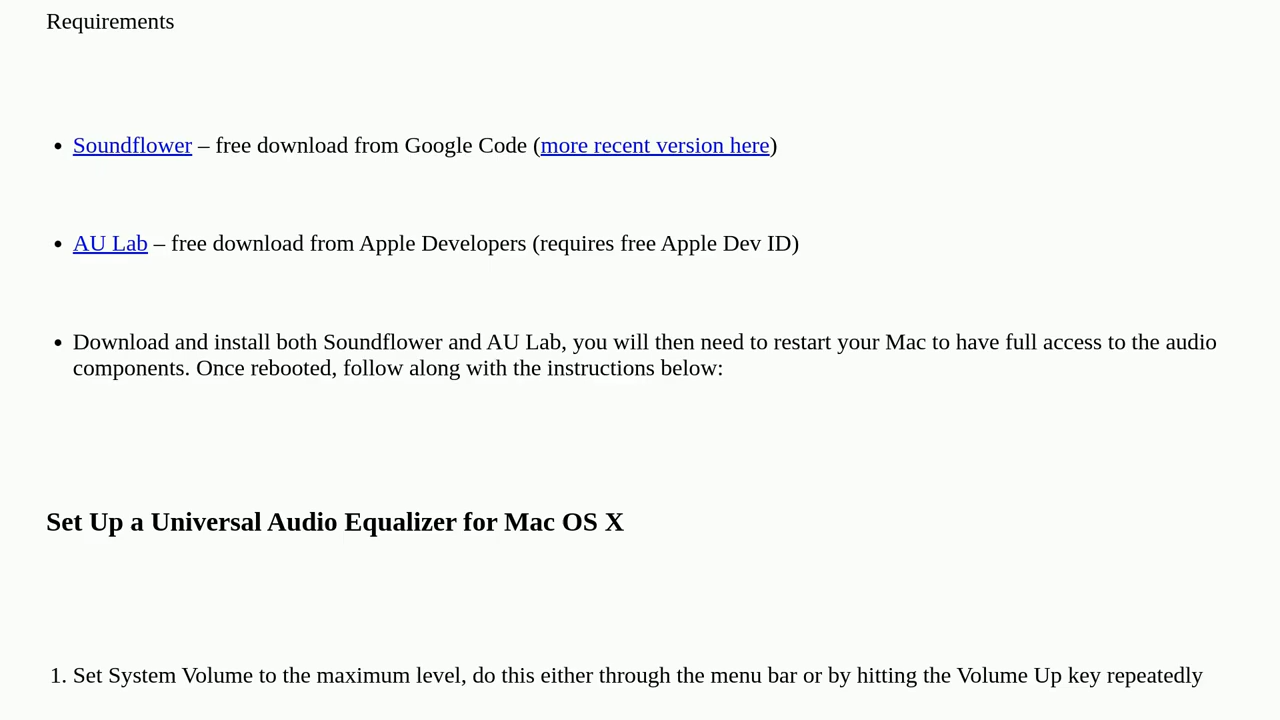 Requirements
• Soundflower – free download from Google Code (more recent version here)
• AU Lab – free download from Apple Developers (requires free Apple Dev ID)
• Download and install both Soundflower and AU Lab, you will then need to restart your Mac to have full access to the audio
components. Once rebooted, follow along with the instructions below:
Set Up a Universal Audio Equalizer for Mac OS X
1. Set System Volume to the maximum level, do this either through the menu bar or by hitting the Volume Up key repeatedly